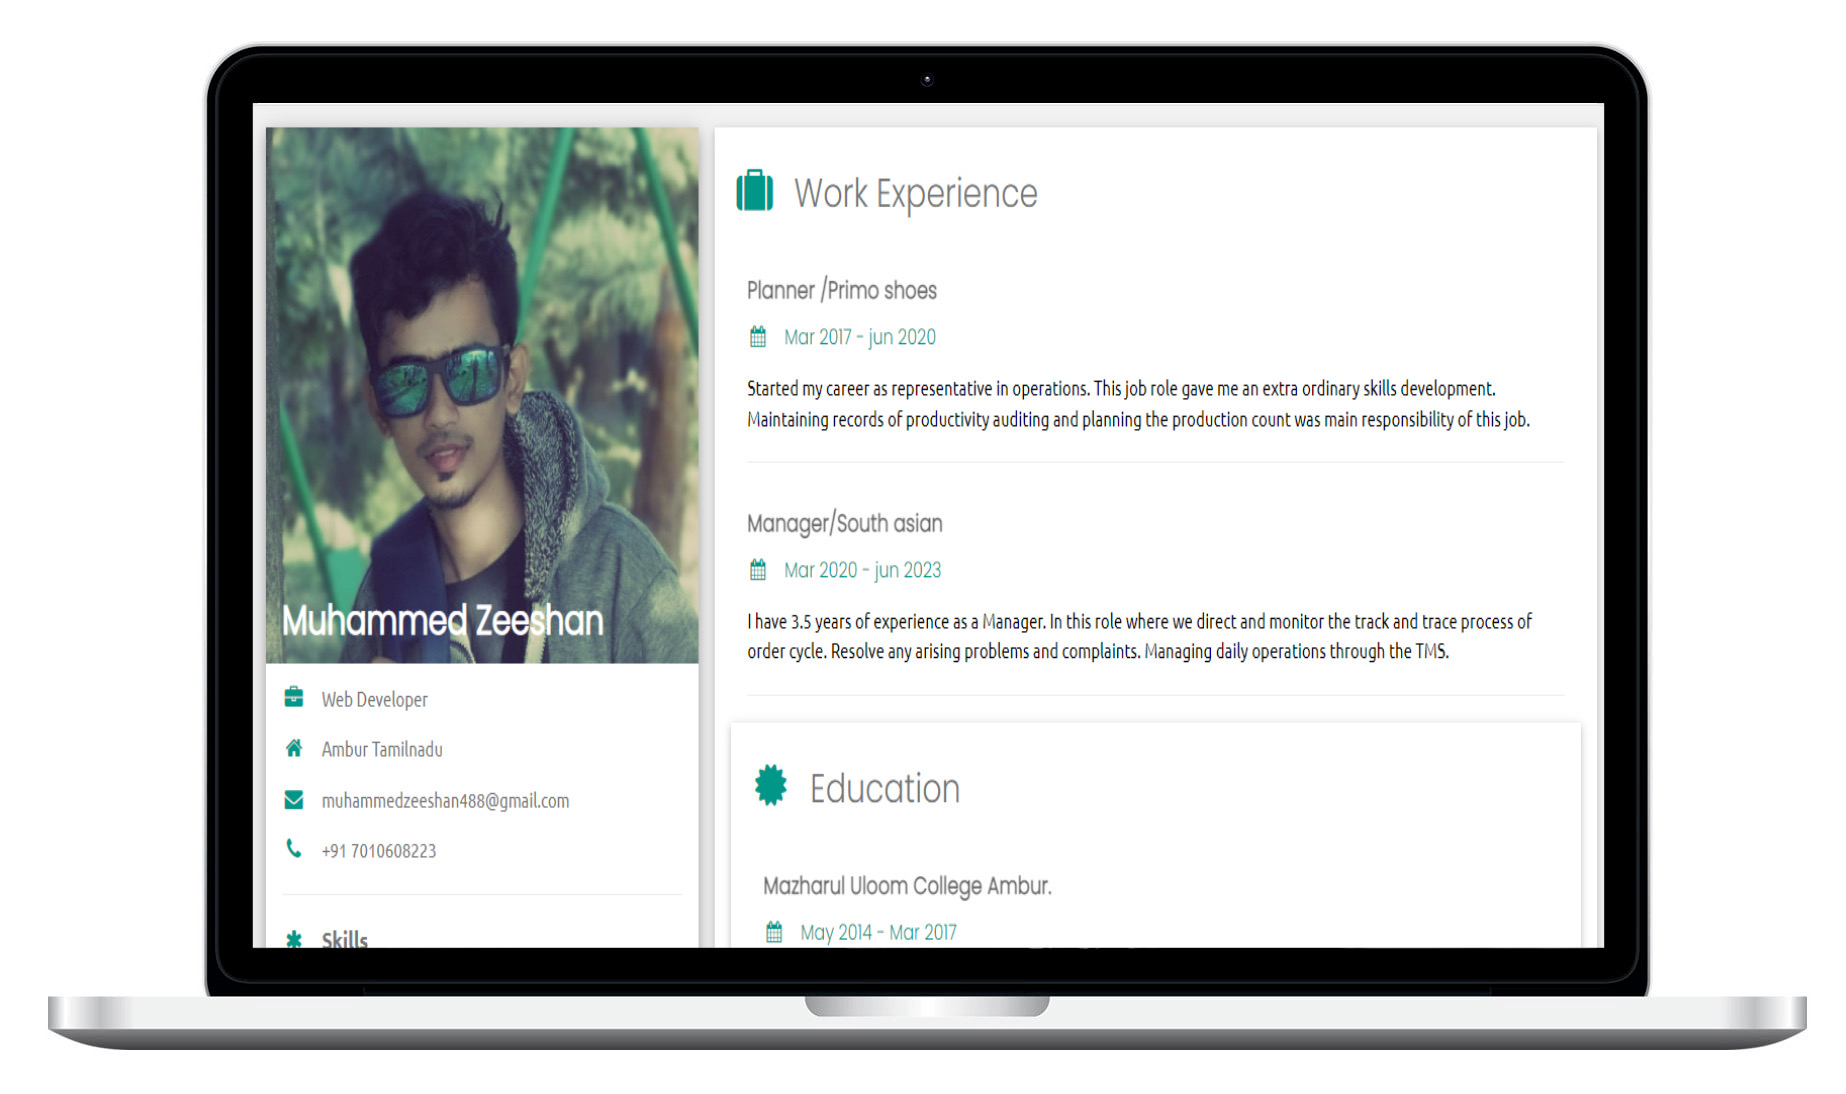 Muhammed Zeeshan
Web Developer
Ambur Tamilnadu
muhammedzeeshan488@gmail.com
+91 7010608223
Skills
Work Experience
Planner /Primo shoes
Mar 2017 - jun 2020
Started my career as representative in operations. This job role gave me an extra ordinary skills development.
Maintaining records of productivity auditing and planning the production count was main responsibility of this job.
Manager/South asian
Mar 2020 - jun 2023
I have 3.5 years of experience as a Manager. In this role where we direct and monitor the track and trace process of
order cycle. Resolve any arising problems and complaints. Managing daily operations through the TMS.
Education
Mazharul Uloom College Ambur.
May 2014 - Mar 2017